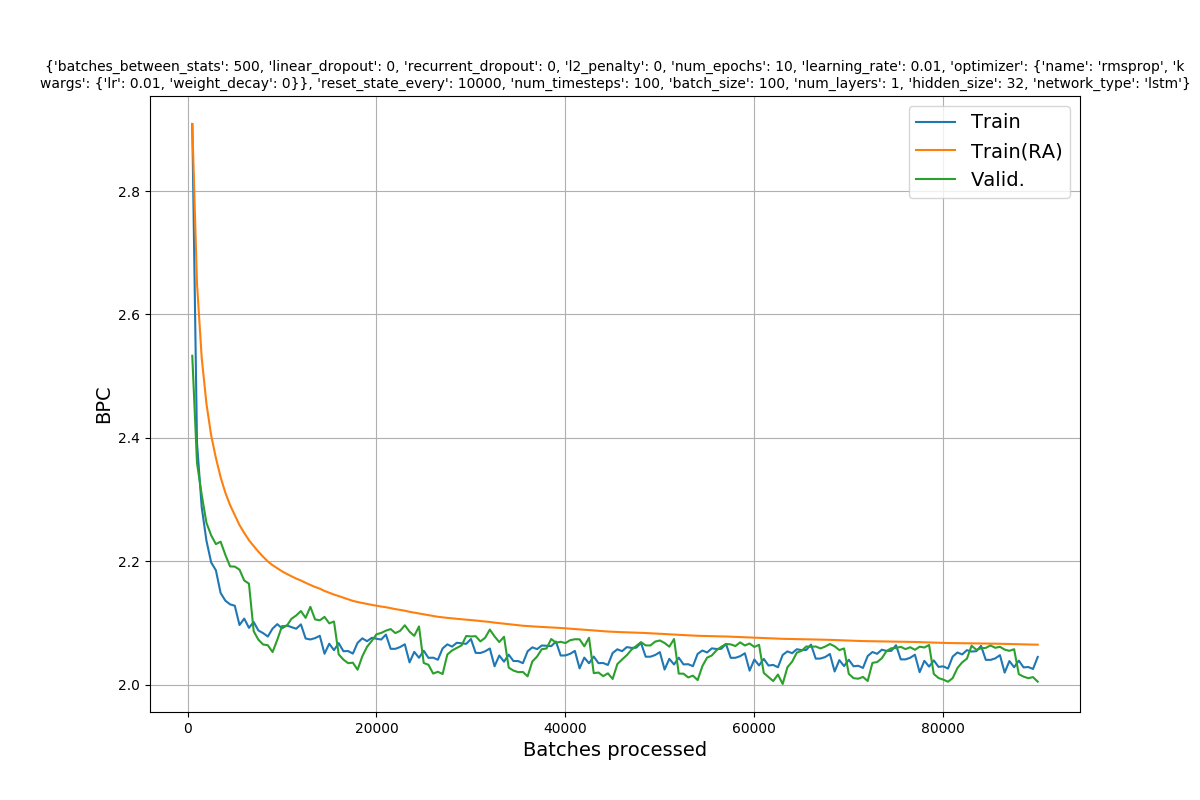 {'batches_between_stats': 500, 'linear_dropout': 0, 'recurrent_dropout': 0, 'l2_penalty': 0, 'num_epochs': 10, 'learning_rate': 0.01, 'optimizer': {'name': 'rmsprop', 'k
wargs': {'lr': 0.01, 'weight_decay': 0}}, 'reset_state_every': 10000, 'num_timesteps': 100, 'batch_size': 100, 'num_layers': 1, 'hidden_size': 32, 'network_type': 'lstm'}
Train
Train(RA)
Valid.
2.8
2.6
2.4
2.2
2.0
BPC
0 20000 40000 60000 80000
Batches processed